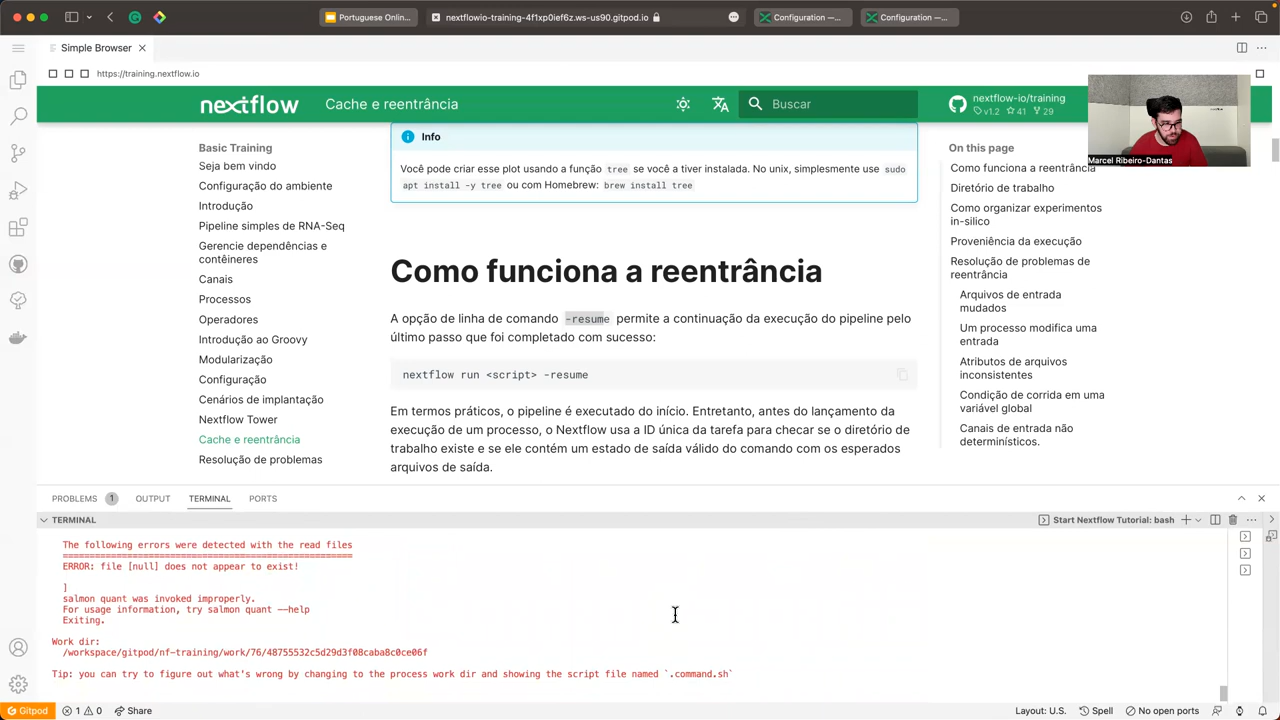 Portuguese Onlin...
nextflowio-training-4f1xp0ief6z.ws-us90.gitpod.io
Configuration —...
Configuration —...
Simple Browser
https://training.nextflow.io
nextflow
Cache e reentrância
Buscar
nextflow-io/training
v1.2 41 29
Marcel Ribeiro-Dantas
Basic Training
Seja bem vindo
Configuração do ambiente
Introdução
Pipeline simples de RNA-Seq
Gerencie dependências e
contêineres
Canais
Processos
Operadores
Introdução ao Groovy
Modularização
Configuração
Cenários de implantação
Nextflow Tower
Cache e reentrância
Resolução de problemas
Info
Você pode criar esse plot usando a função tree se você a tiver instalada. No unix, simplesmente use sudo
apt install -y tree ou com Homebrew: brew install tree
Como funciona a reentrância
A opção de linha de comando -resume permite a continuação da execução do pipeline pelo
último passo que foi completado com sucesso:
nextflow run <script> -resume
Em termos práticos, o pipeline é executado do início. Entretanto, antes do lançamento da
execução de um processo, o Nextflow usa a ID única da tarefa para checar se o diretório de
trabalho existe e se ele contém um estado de saída válido do comando com os esperados
arquivos de saída.
On this page
Como funciona a reentrância
Diretório de trabalho
Como organizar experimentos
in-silico
Proveniência da execução
Resolução de problemas de
reentrância
Arquivos de entrada
mudados
Um processo modifica uma
entrada
Atributos de arquivos
inconsistentes
Condição de corrida em uma
variável global
Canais de entrada não
determinísticos.
PROBLEMS 1 OUTPUT TERMINAL PORTS
TERMINAL
Start Nextflow Tutorial: bash
The following errors were detected with the read files
======================================================
ERROR: file [null] does not appear to exist!
]
salmon quant was invoked improperly.
For usage information, try salmon quant --help
Exiting.
Work dir:
/workspace/gitpod/nf-training/work/76/48755532c5d29d3f08caba8c0ce06f
Tip: you can try to figure out what's wrong by changing to the process work dir and showing the script file named `.command.sh`
Gitpod 1 0 Share
Layout: U.S. Spell No open ports